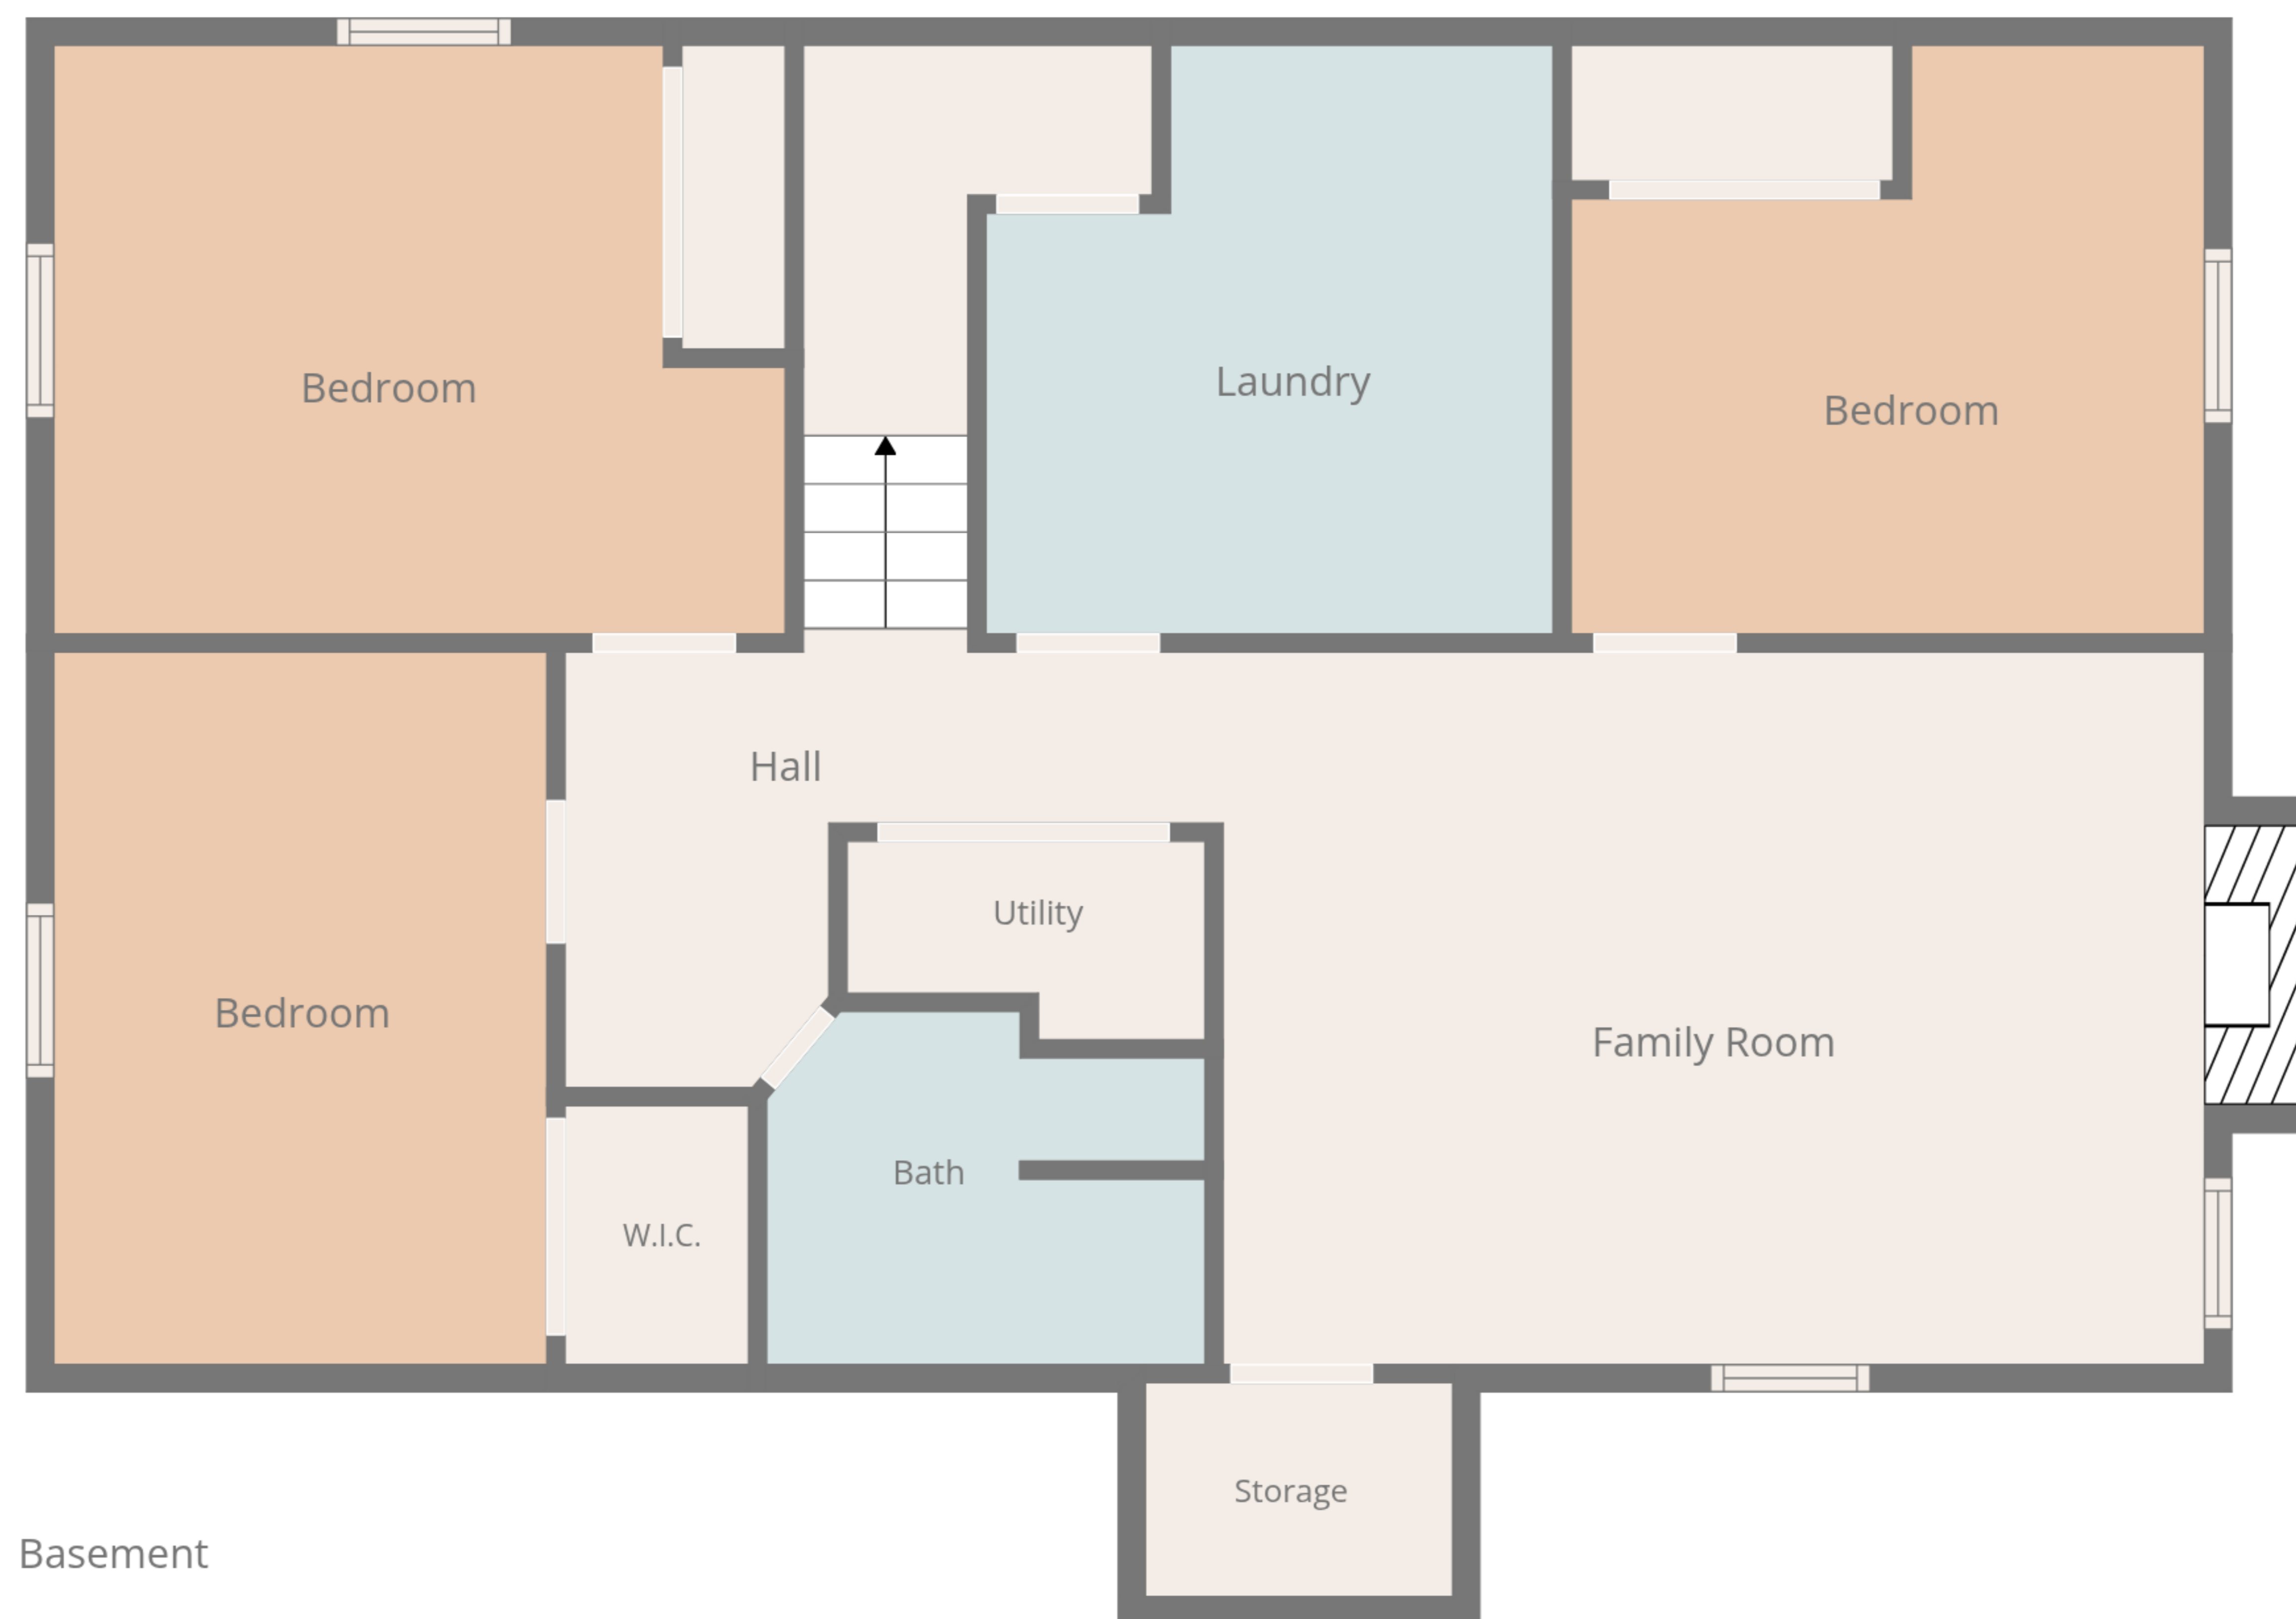 Bedroom
Laundry
Bedroom
Hall
Utility
Bedroom
Family Room
Bath
W.I.C.
Storage
Basement